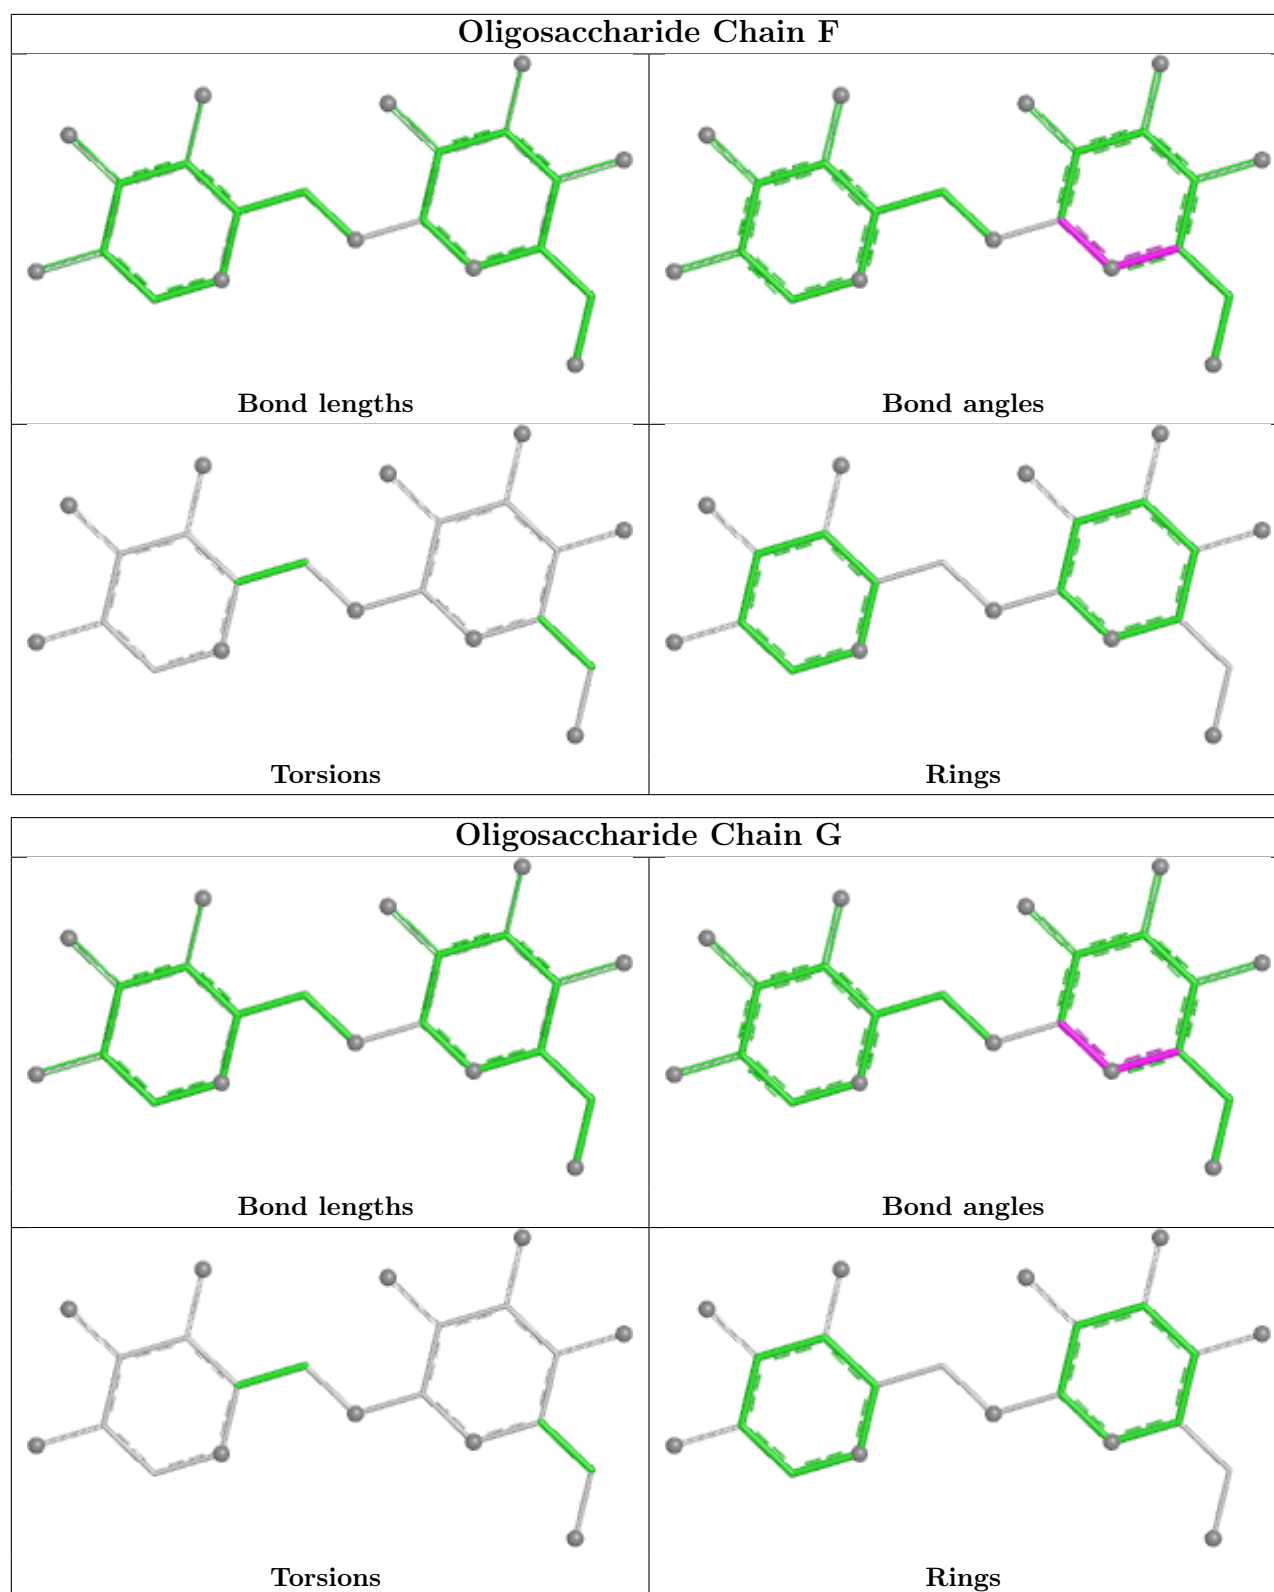 Oligosaccharide Chain F
Bond lengths
Bond angles
Torsions
Rings
Oligosaccharide Chain G
Bond lengths
Bond angles
Torsions
Rings